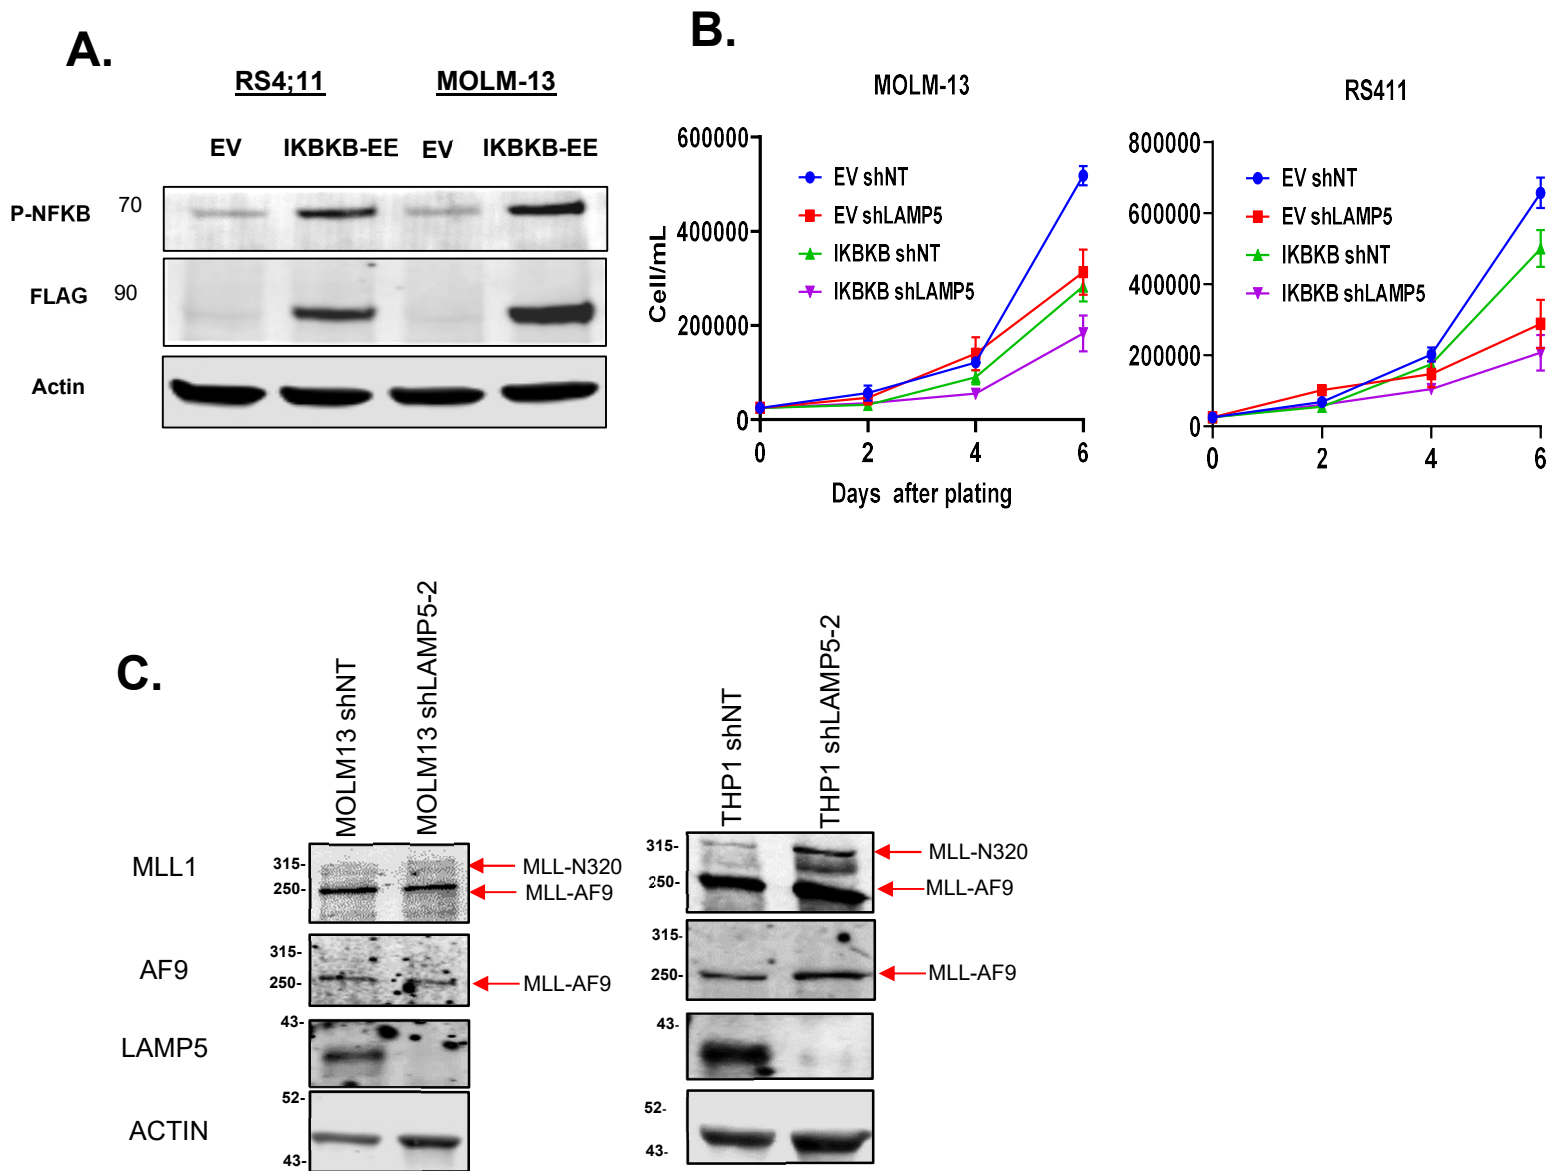 A.
RS4;11 MOLM-13
EV IKBKB-EE EV IKBKB-EE
P-NFKB 70
FLAG 90
Actin
B.
MOLM-13
600000
400000
200000
0
Cell/mL
EV shNT
EV shLAMP5
IKBKB shNT
IKBKB shLAMP5
0 2 4 6
Days after plating
RS411
800000
600000
400000
200000
0
EV shNT
EV shLAMP5
IKBKB shNT
IKBKB shLAMP5
0 2 4 6
C.
MOLM13 shNT
MOLM13 shLAMP5-2
MLL1
315-
250-
MLL-N320
MLL-AF9
AF9
315-
250-
MLL-AF9
LAMP5
43-
ACTIN
52-
43-
THP1 shNT
THP1 shLAMP5-2
315-
250-
MLL-N320
MLL-AF9
315-
250-
MLL-AF9
43-
52-
43-